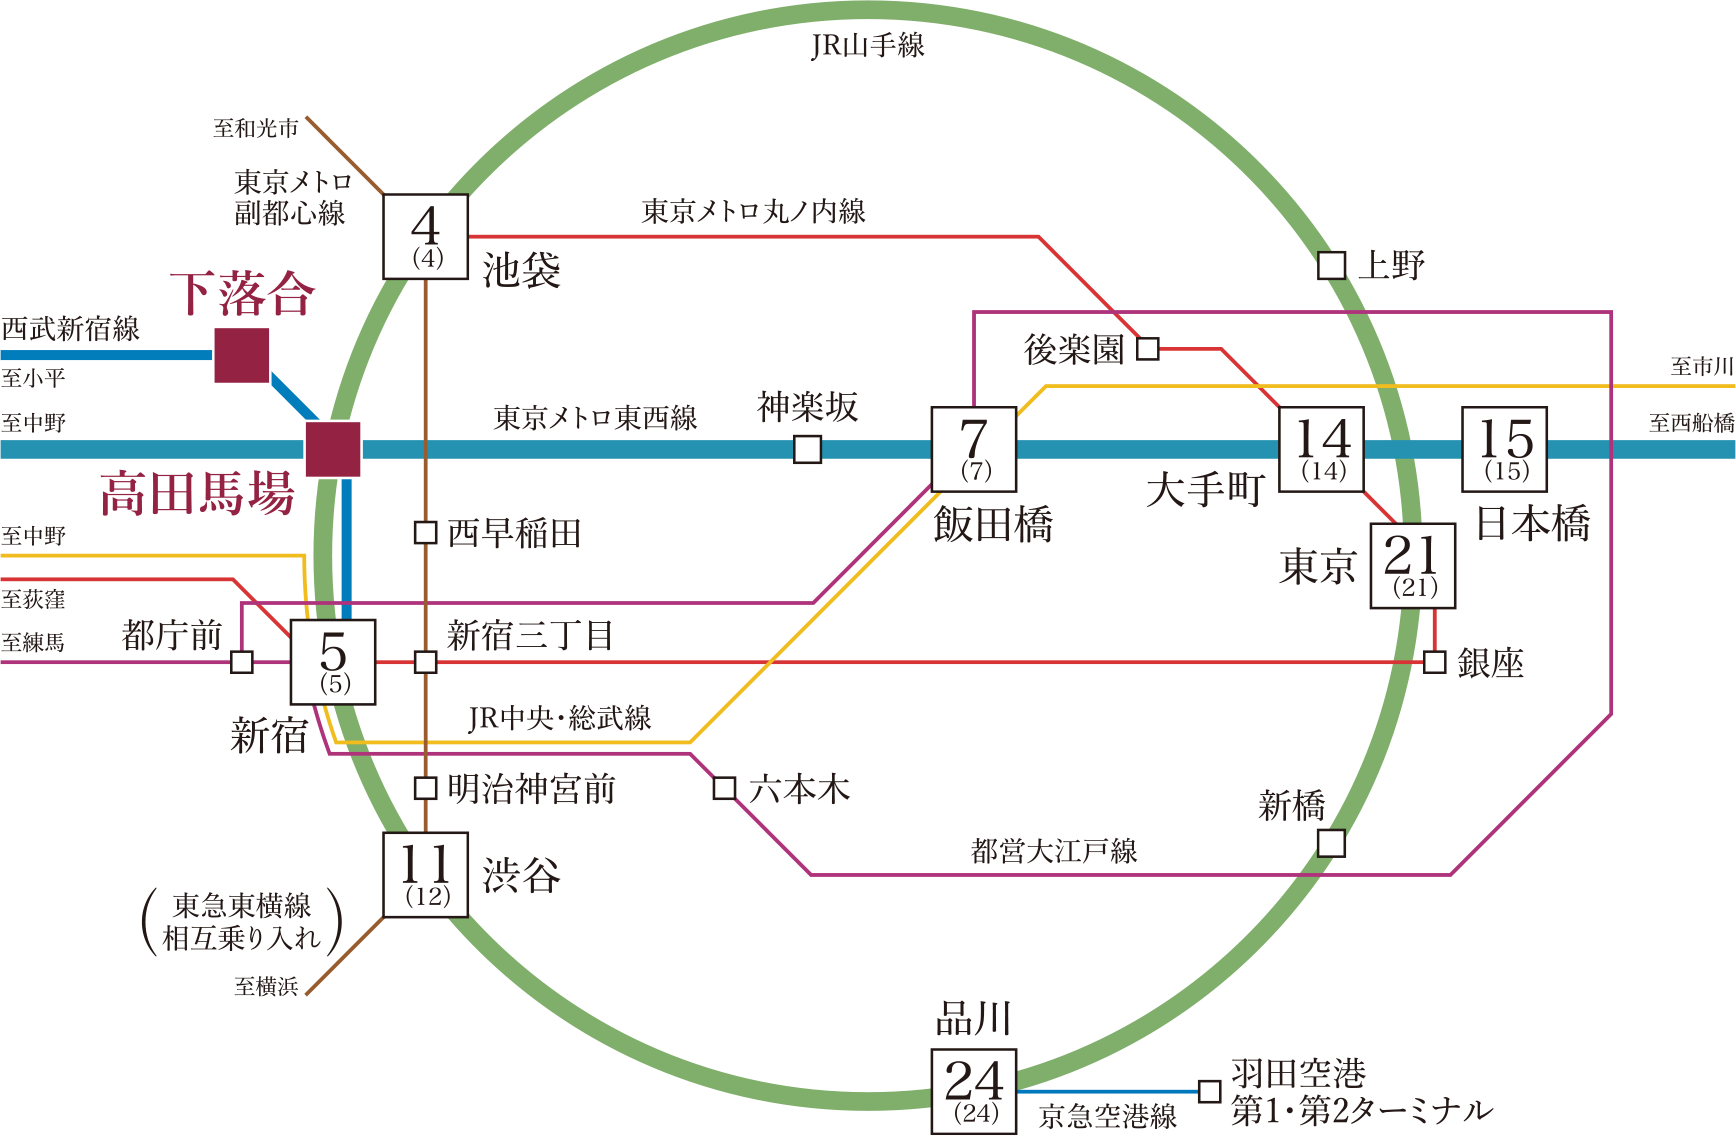 JR山手線
至和光市
東京メトロ
副都心線
4
(4)
池袋
東京メトロ丸ノ内線
上野
下落合
西武新宿線
至小平
後楽園
至市川
至中野
東京メトロ東西線
神楽坂
7
(7)
飯田橋
14
(14)
大手町
15
(15)
日本橋
至西船橋
高田馬場
至中野
西早稲田
21
(21)
東京
至荻窪
至練馬
都庁前
5
(5)
新宿
新宿三丁目
銀座
JR中央・総武線
明治神宮前
六本木
新橋
都営大江戸線
11
(12)
渋谷
(東急東横線
相互乗り入れ)
至横浜
品川
24
(24)
京急空港線
羽田空港
第1・第2ターミナル